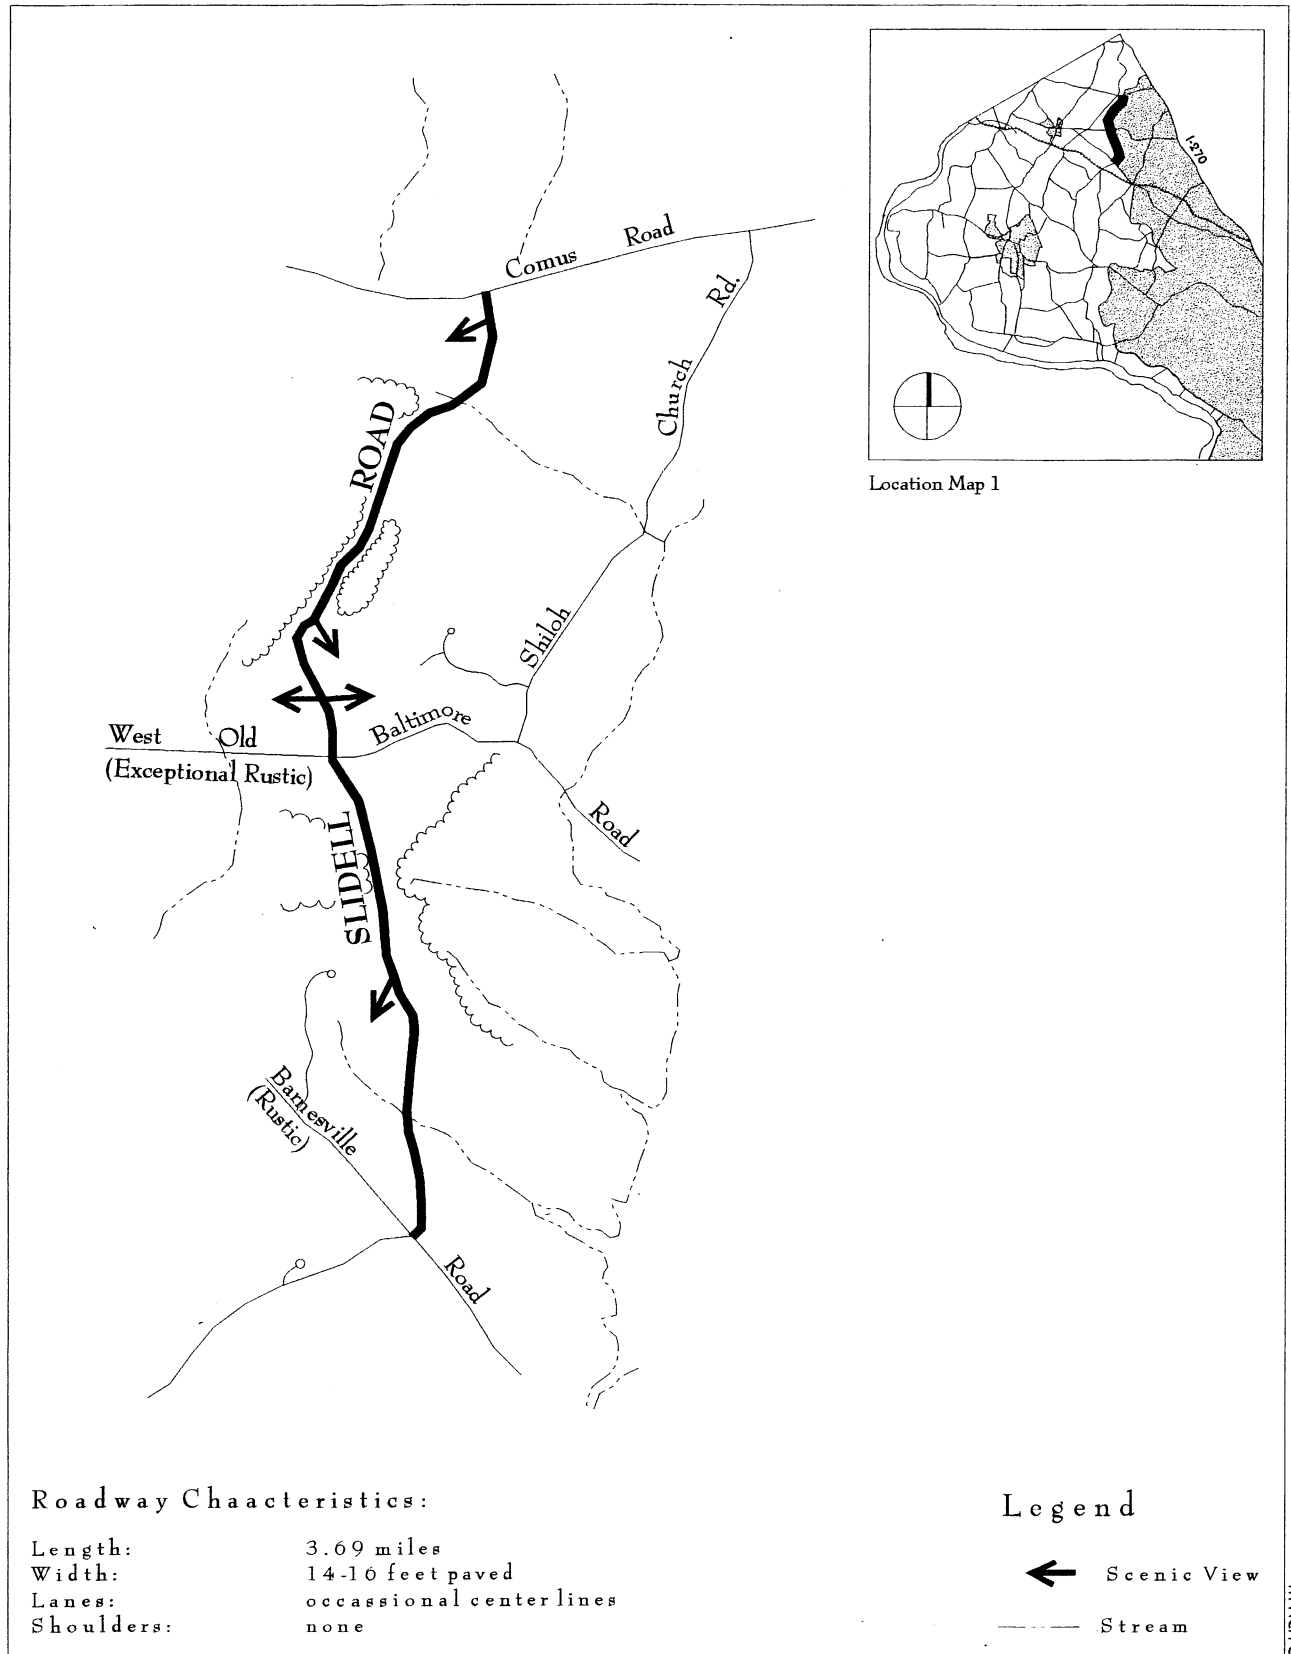 Comus Road
Church Rd.
I-270
Location Map 1
ROAD
Shiloh
West Old Baltimore
(Exceptional Rustic)
Road
SLIDELL
Barnesville
(Rustic)
Road
Roadway Chaacteristics:
Length: 3.69 miles
Width: 14-16 feet paved
Lanes: occassional center lines
Shoulders: none
Legend
Scenic View
Stream